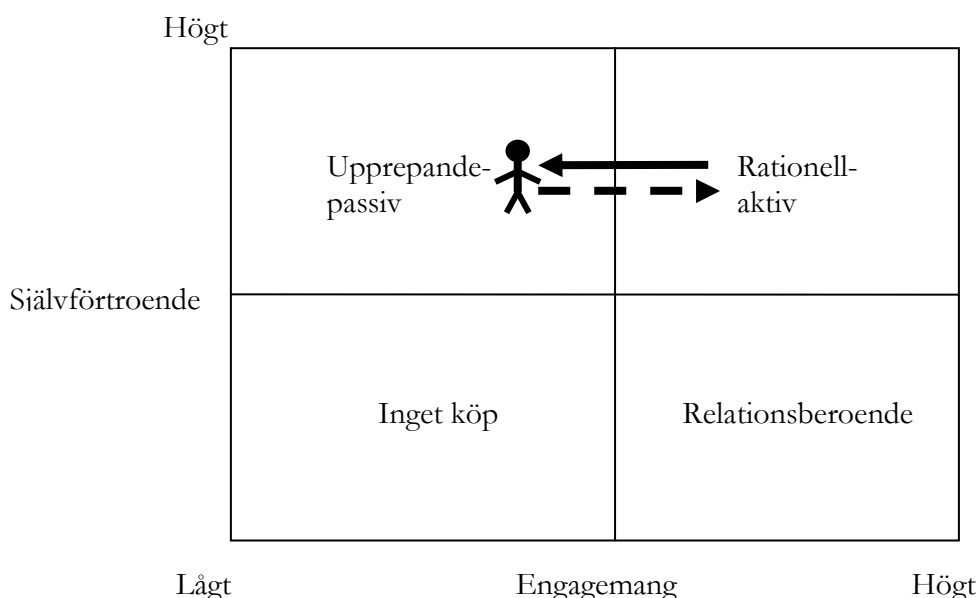 Högt
Upprepande-
passiv
Rationell-
aktiv
Självförtroende
Inget köp
Relationsberoende
Lågt
Engagemang
Högt